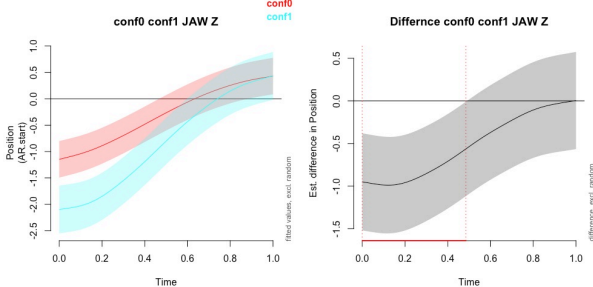 conf0
conf1
conf0 conf1 JAW Z
Position
(AR.start)
1.0
0.5
0.0
-0.5
-1.0
-1.5
-2.0
-2.5
0.0 0.2 0.4 0.6 0.8 1.0
Time
fitted values, excl. random
Differnce conf0 conf1 JAW Z
Est. difference in Position
0.5
0.0
-0.5
-1.0
-1.5
0.0 0.2 0.4 0.6 0.8 1.0
Time
difference, excl. random